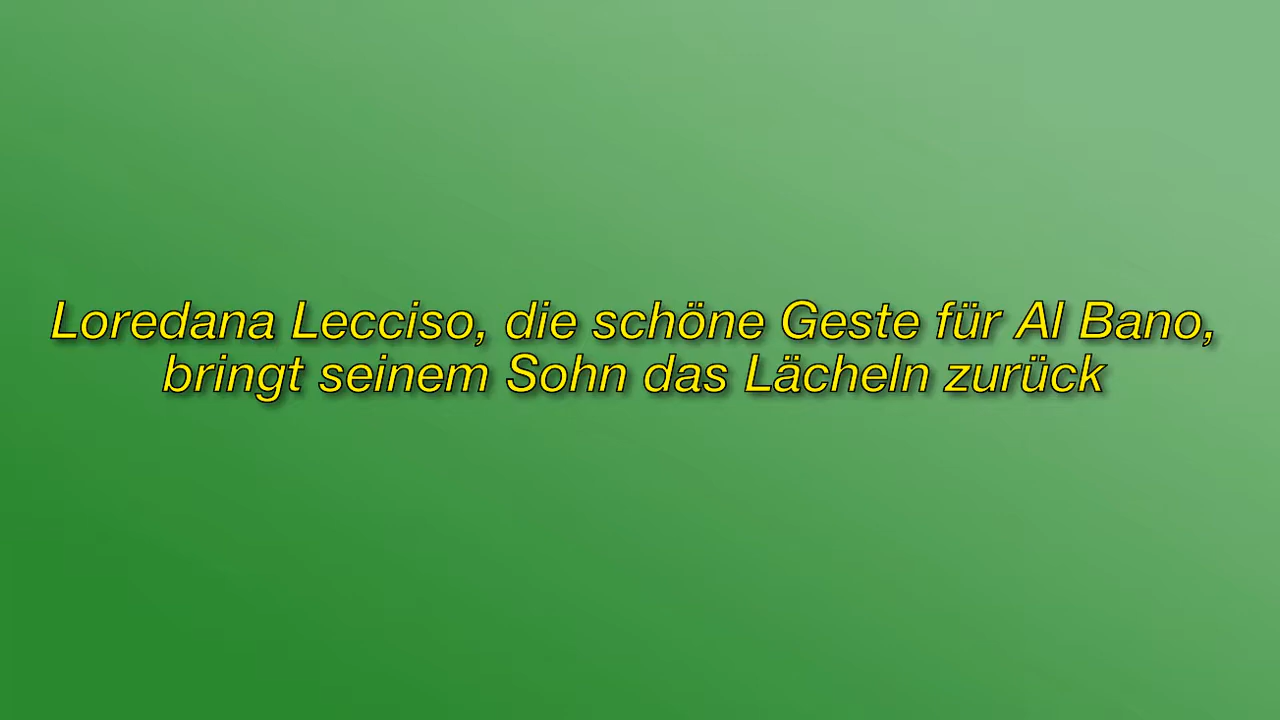 Loredana Lecciso, die schöne Geste für Al Bano,
bringt seinem Sohn das Lächeln zurück